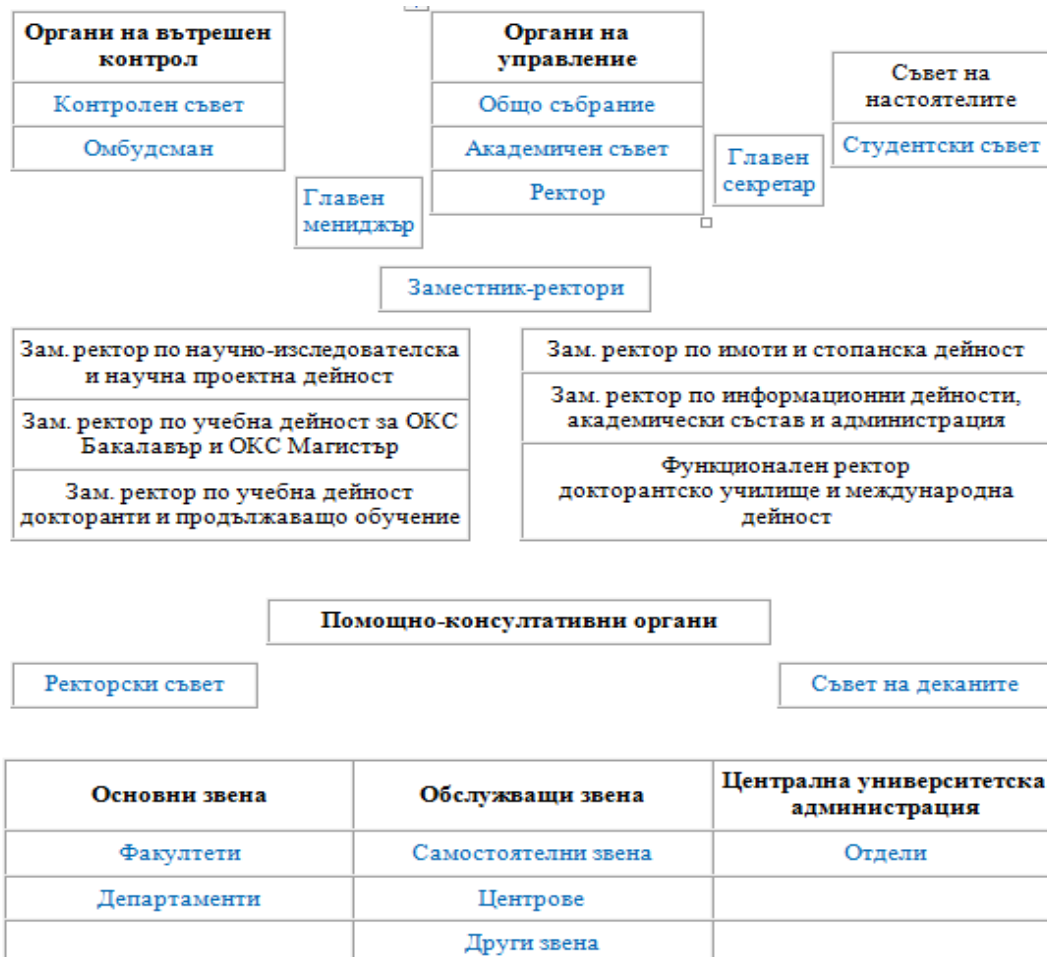 Органи на вътрешен
контрол
Контролен съвет
Омбудсман
Органи на
управление
Общо събрание
Академичен съвет
Ректор
Съвет на
настоятелите
Студентски съвет
Главен
мениджър
Главен
секретар
Заместник-ректори
Зам. ректор по научно-изследователска
и научна проектна дейност
Зам. ректор по учебна дейност за ОКС
Бакалавър и ОКС Магистър
Зам. ректор по учебна дейност
докторанти и продължаващо обучение
Зам. ректор по имоти и стопанска дейност
Зам. ректор по информационни дейности,
академически състав и администрация
Функционален ректор
докторантско училище и международна
дейност
Помощно-консултативни органи
Ректорски съвет
Съвет на деканите
Основни звена
Обслужващи звена
Централна университетска
администрация
Факултети
Самостоятелни звена
Отдели
Департаменти
Центрове
Други звена